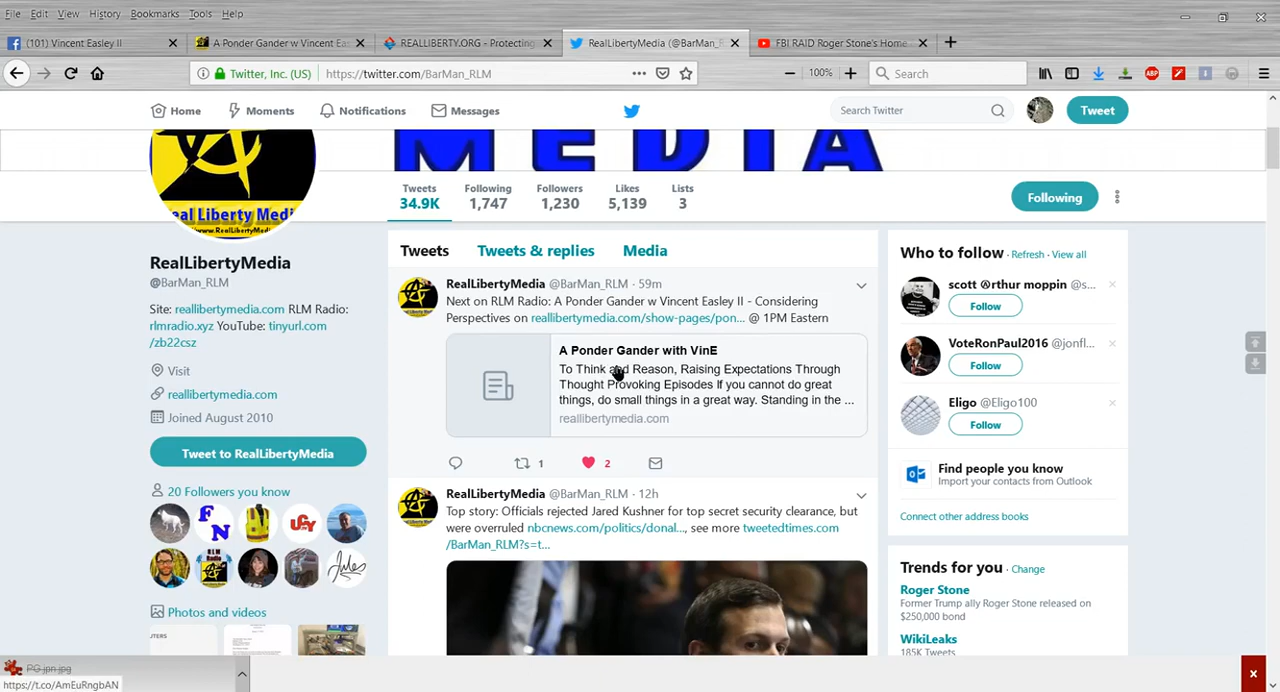 File Edit View History Bookmarks Tools Help
(101) Vincent Easley II
A Ponder Gander w Vincent Eas
REALLIBERTY.ORG - Protecting
RealLibertyMedia (@BarMan_R
FBI RAID Roger Stone's Home
Twitter, Inc. (US) https://twitter.com/BarMan_RLM
100%
Search
ABP
Home Moments Notifications Messages
Search Twitter
Tweet
MEDIA
Real Liberty Medi
Tweets Following Followers Likes Lists
34.9K 1,747 1,230 5,139 3
Following
RealLibertyMedia
@BarMan_RLM
Site: reallibertymedia.com RLM Radio:
rlmradio.xyz YouTube: tinyurl.com
/zb22csz
Visit
reallibertymedia.com
Joined August 2010
Tweet to RealLibertyMedia
20 Followers you know
Photos and videos
Tweets Tweets & replies Media
RealLibertyMedia @BarMan_RLM · 59m
Next on RLM Radio: A Ponder Gander w Vincent Easley II - Considering
Perspectives on reallibertymedia.com/show-pages/pon... @ 1PM Eastern
A Ponder Gander with VinE
To Think and Reason, Raising Expectations Through
Thought Provoking Episodes If you cannot do great
things, do small things in a great way. Standing in the ...
reallibertymedia.com
1 2
RealLibertyMedia @BarMan_RLM · 12h
Top story: Officials rejected Jared Kushner for top secret security clearance, but
were overruled nbcnews.com/politics/donal..., see more tweetedtimes.com
/BarMan_RLM?s=t...
Who to follow · Refresh · View all
scott @rthur moppin @s...
Follow
VoteRonPaul2016 @jonfl...
Follow
Eligo @Eligo100
Follow
Find people you know
Import your contacts from Outlook
Connect other address books
Trends for you · Change
Roger Stone
Former Trump ally Roger Stone released on
$250,000 bond
WikiLeaks
185K Tweets
PG jpn.jpg
https://t.co/AmEuRngbAN